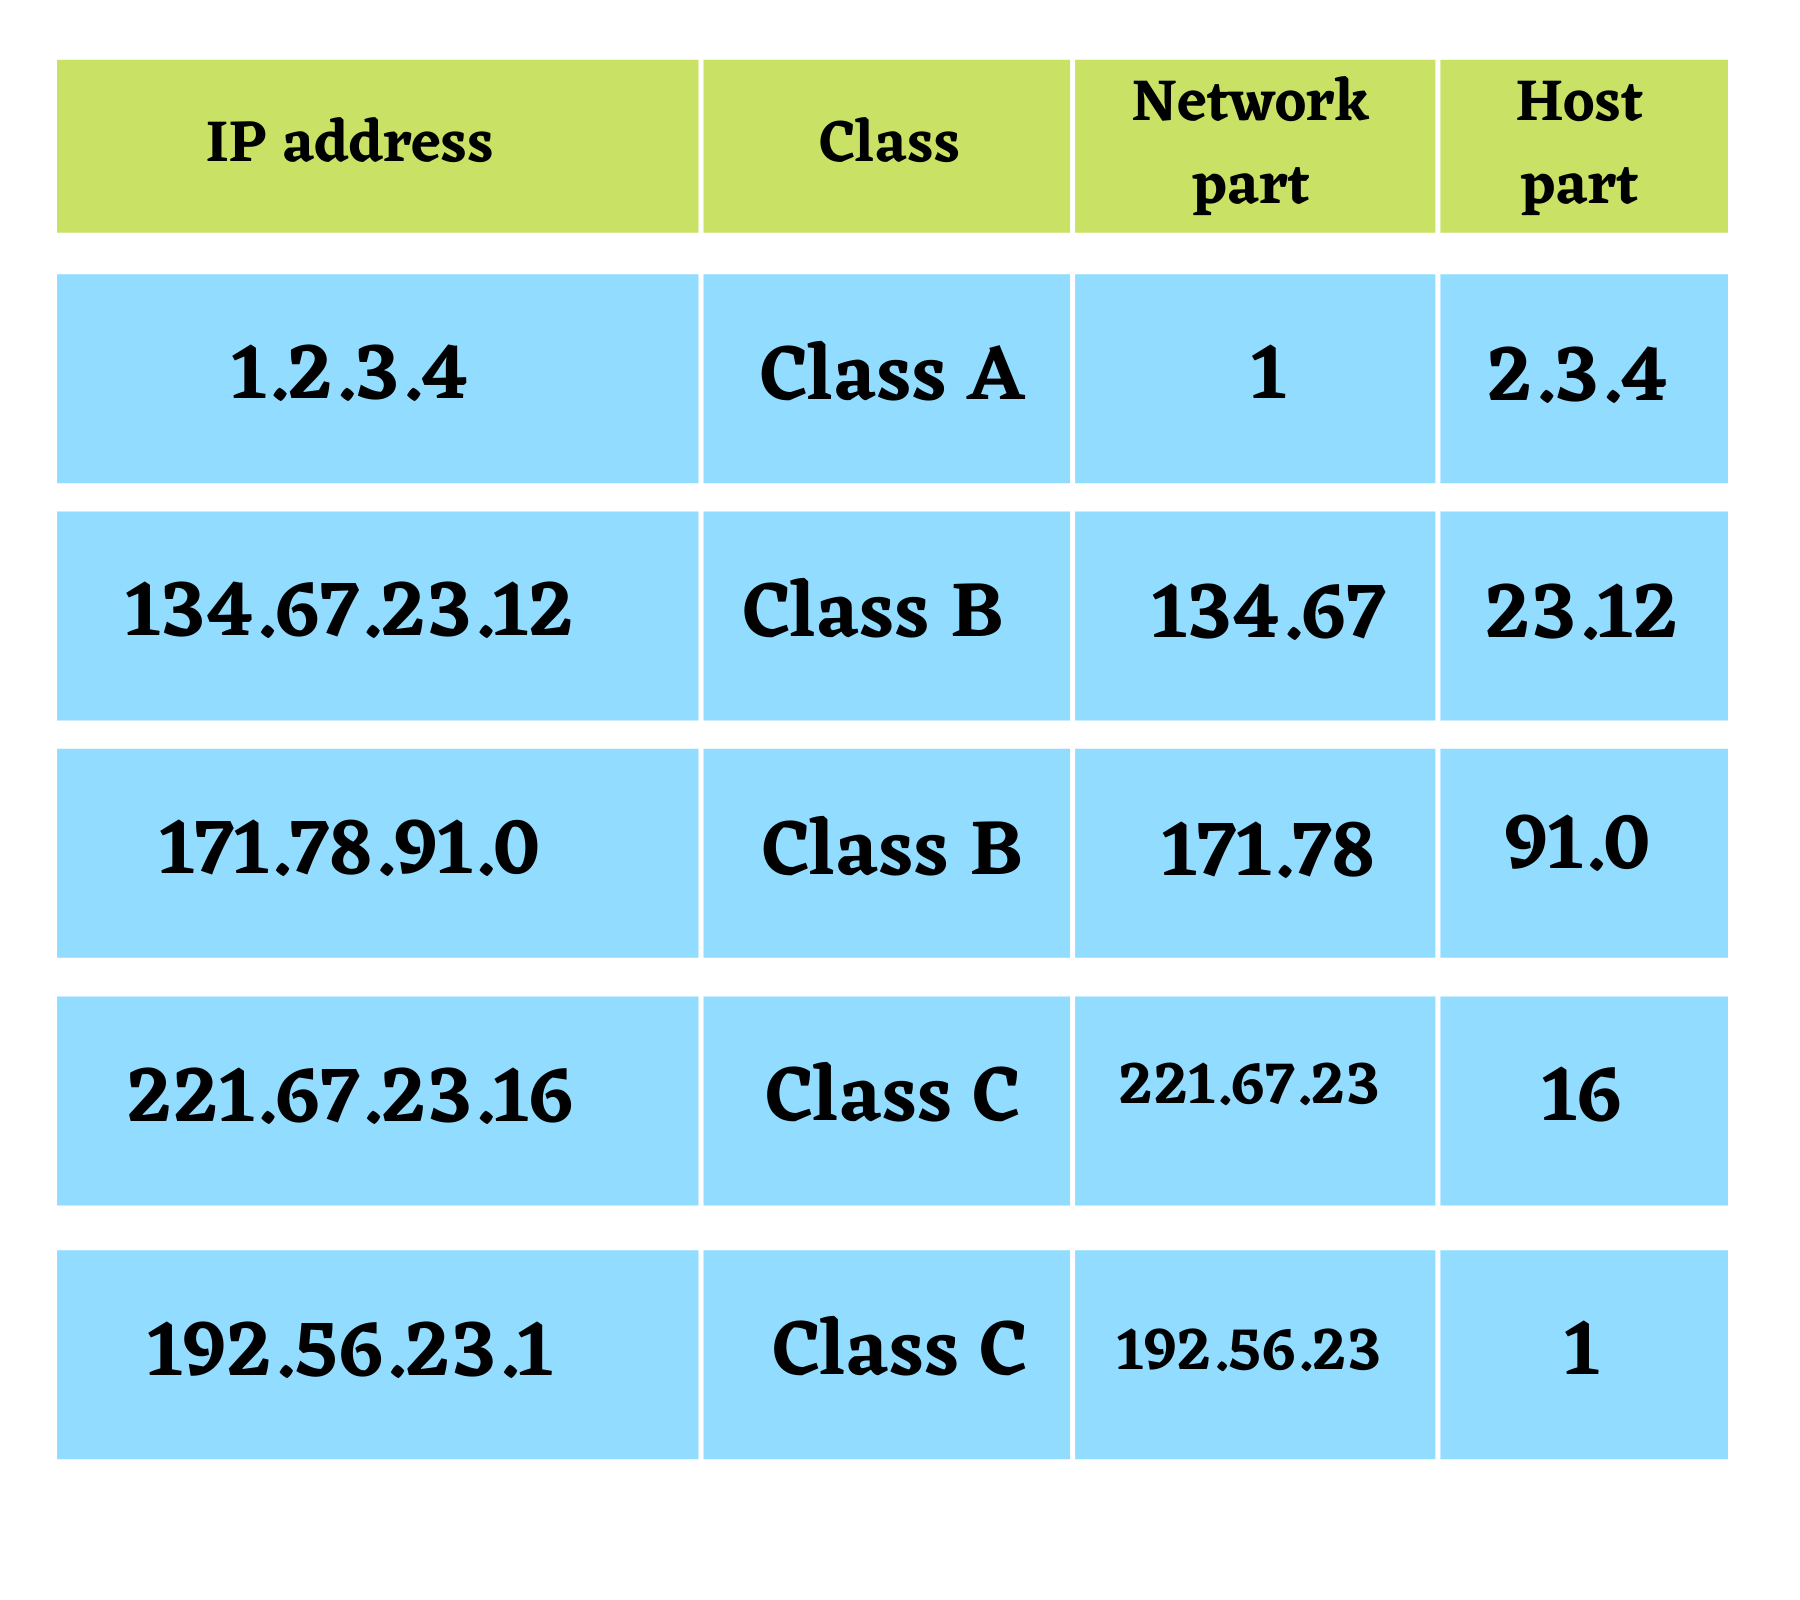 IP address Class Network part Host part
1.2.3.4 Class A 1 2.3.4
134.67.23.12 Class B 134.67 23.12
171.78.91.0 Class B 171.78 91.0
221.67.23.16 Class C 221.67.23 16
192.56.23.1 Class C 192.56.23 1